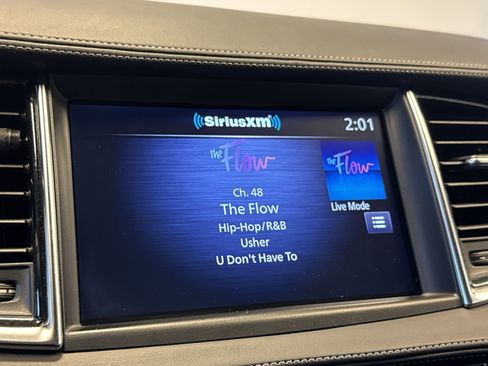 SiriusXM
2:01
the Flow
the Flow
Ch. 48
The Flow
Live Mode
Hip-Hop/R&B
Usher
U Don't Have To